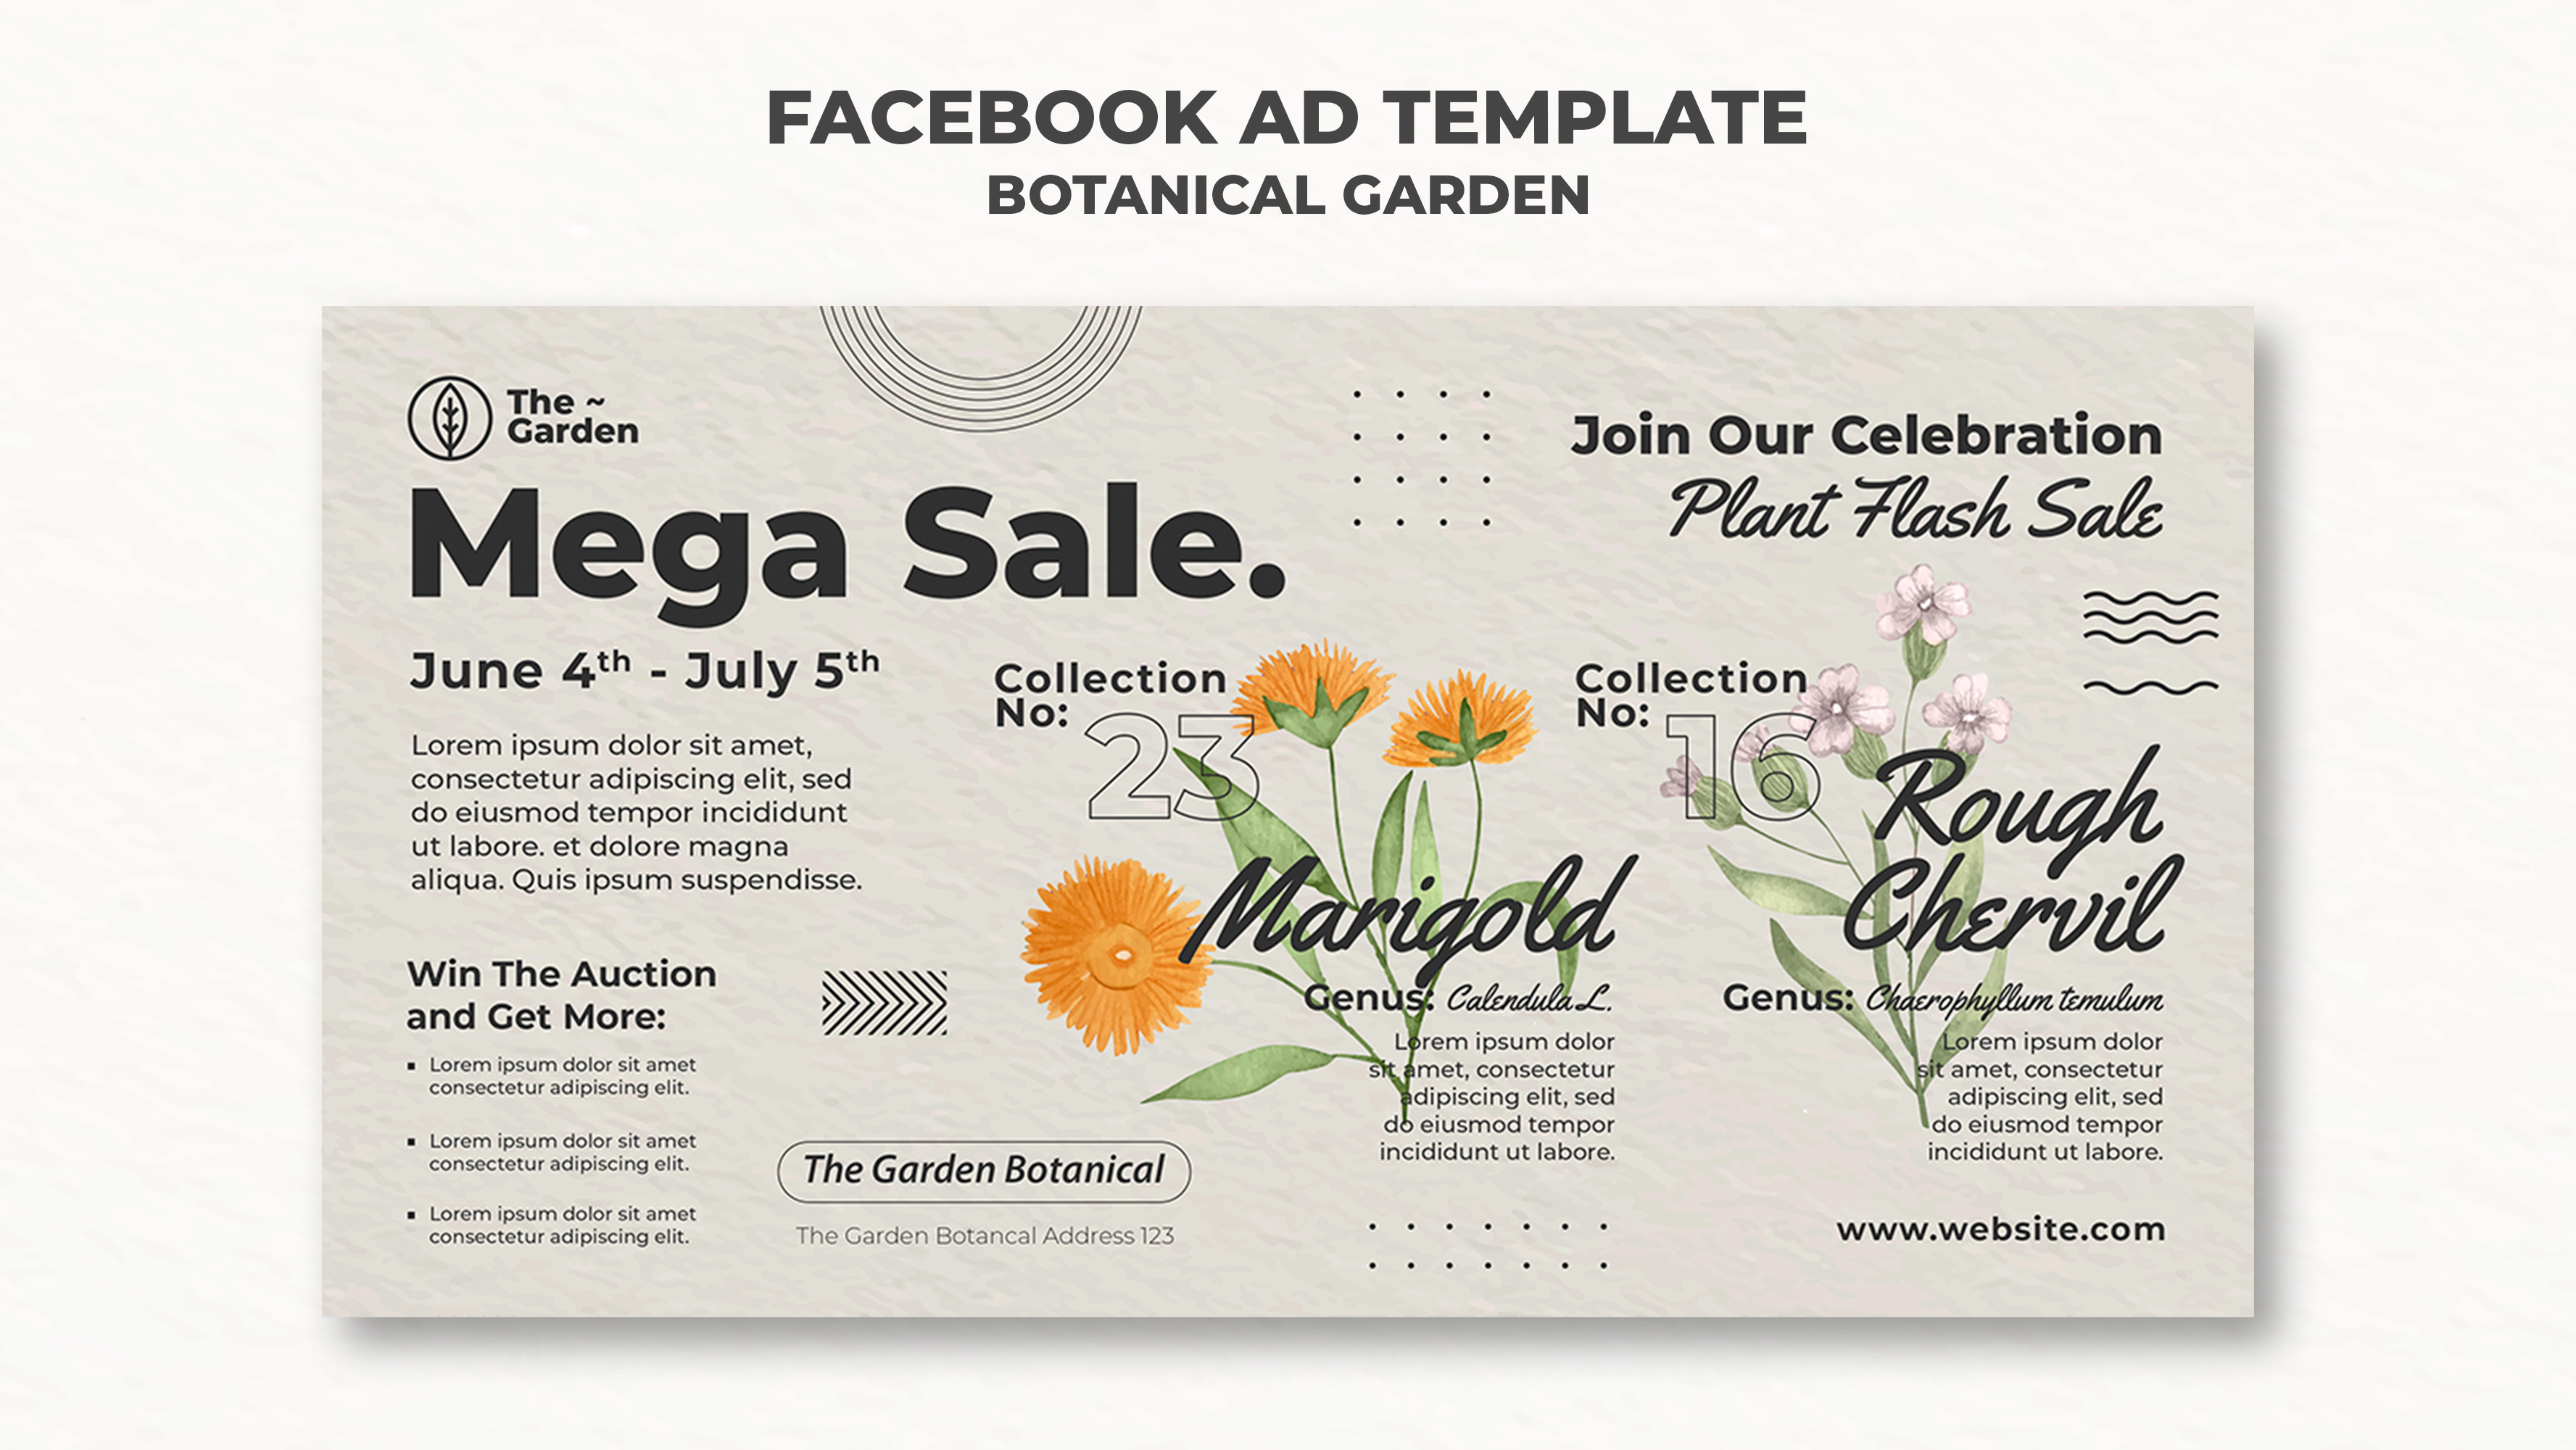 FACEBOOK AD TEMPLATE
BOTANICAL GARDEN
The ~
Garden
Mega Sale.
June 4th - July 5th
Lorem ipsum dolor sit amet,
consectetur adipiscing elit, sed
do eiusmod tempor incididunt
ut labore. et dolore magna
aliqua. Quis ipsum suspendisse.
Win The Auction
and Get More:
▪ Lorem ipsum dolor sit amet
consectetur adipiscing elit.
▪ Lorem ipsum dolor sit amet
consectetur adipiscing elit.
▪ Lorem ipsum dolor sit amet
consectetur adipiscing elit.
The Garden Botanical
The Garden Botancal Address 123
Collection
No:
23
Marigold
Genus: Calendula L.
Lorem ipsum dolor
sit amet, consectetur
adipiscing elit, sed
do eiusmod tempor
incididunt ut labore.
Join Our Celebration
Plant Flash Sale
Collection
No:
16
Rough
Chervil
Genus: Chaerophyllum temulum
Lorem ipsum dolor
sit amet, consectetur
adipiscing elit, sed
do eiusmod tempor
incididunt ut labore.
www.website.com